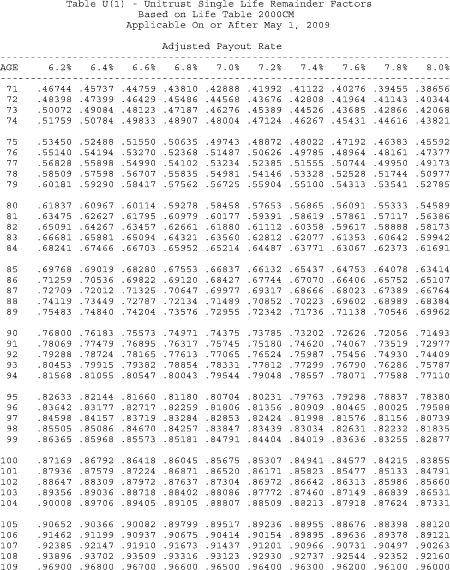 Table U(1) - Unitrust Single Life Remainder Factors
Based on Life Table 2000CM
Applicable On or After May 1, 2009
Adjusted Payout Rate
AGE 6.2% 6.4% 6.6% 6.8% 7.0% 7.2% 7.4% 7.6% 7.8% 8.0%
71 .46744 .45737 .44759 .43810 .42888 .41992 .41122 .40276 .39455 .38656
72 .48398 .47399 .46429 .45486 .44568 .43676 .42808 .41964 .41143 .40344
73 .50072 .49084 .48123 .47187 .46276 .45389 .44526 .43685 .42866 .42068
74 .51759 .50784 .49833 .48907 .48004 .47124 .46267 .45431 .44616 .43821
75 .53450 .52488 .51550 .50635 .49743 .48872 .48022 .47192 .46383 .45592
76 .55140 .54194 .53270 .52368 .51487 .50626 .49785 .48964 .48161 .47377
77 .56828 .55898 .54990 .54102 .53234 .52385 .51555 .50744 .49950 .49173
78 .58509 .57598 .56707 .55835 .54981 .54146 .53328 .52528 .51744 .50977
79 .60181 .59290 .58417 .57562 .56725 .55904 .55100 .54313 .53541 .52785
80 .61837 .60967 .60114 .59278 .58458 .57653 .56865 .56091 .55333 .54589
81 .63475 .62627 .61795 .60979 .60177 .59391 .58619 .57861 .57117 .56386
82 .65091 .64267 .63457 .62661 .61880 .61112 .60358 .59617 .58888 .58173
83 .66681 .65881 .65094 .64321 .63560 .62812 .62077 .61353 .60642 .59942
84 .68241 .67466 .66703 .65952 .65214 .64487 .63771 .63067 .62373 .61691
85 .69768 .69019 .68280 .67553 .66837 .66132 .65437 .64753 .64078 .63414
86 .71259 .70536 .69822 .69120 .68427 .67744 .67070 .66406 .65752 .65107
87 .72709 .72012 .71325 .70647 .69977 .69317 .68666 .68023 .67389 .66764
88 .74119 .73449 .72787 .72134 .71489 .70852 .70223 .69602 .68989 .68384
89 .75483 .74840 .74204 .73576 .72955 .72342 .71736 .71138 .70546 .69962
90 .76800 .76183 .75573 .74971 .74375 .73785 .73202 .72626 .72056 .71493
91 .78069 .77479 .76895 .76317 .75745 .75180 .74620 .74067 .73519 .72977
92 .79288 .78724 .78165 .77613 .77065 .76524 .75987 .75456 .74930 .74409
93 .80453 .79915 .79382 .78854 .78331 .77812 .77299 .76790 .76286 .75787
94 .81568 .81055 .80547 .80043 .79544 .79048 .78557 .78071 .77588 .77110
95 .82633 .82144 .81660 .81180 .80704 .80231 .79763 .79298 .78837 .78380
96 .83642 .83177 .82717 .82259 .81806 .81356 .80909 .80465 .80025 .79588
97 .84598 .84157 .83719 .83284 .82853 .82424 .81998 .81576 .81156 .80739
98 .85505 .85086 .84670 .84257 .83847 .83439 .83034 .82631 .82232 .81835
99 .86365 .85968 .85573 .85181 .84791 .84404 .84019 .83636 .83255 .82877
100 .87169 .86792 .86418 .86045 .85675 .85307 .84941 .84577 .84215 .83855
101 .87936 .87579 .87224 .86871 .86520 .86171 .85823 .85477 .85133 .84791
102 .88647 .88309 .87972 .87637 .87304 .86972 .86642 .86313 .85986 .85660
103 .89356 .89036 .88718 .88402 .88086 .87772 .87460 .87149 .86839 .86531
104 .90008 .89706 .89405 .89105 .88807 .88509 .88213 .87918 .87624 .87331
105 .90652 .90366 .90082 .89799 .89517 .89236 .88955 .88676 .88398 .88120
106 .91462 .91199 .90937 .90675 .90414 .90154 .89895 .89636 .89378 .89121
107 .92385 .92147 .91910 .91673 .91437 .91201 .90966 .90731 .90497 .90263
108 .93896 .93702 .93509 .93316 .93123 .92930 .92737 .92544 .92352 .92160
109 .96900 .96800 .96700 .96600 .96500 .96400 .96300 .96200 .96100 .96000